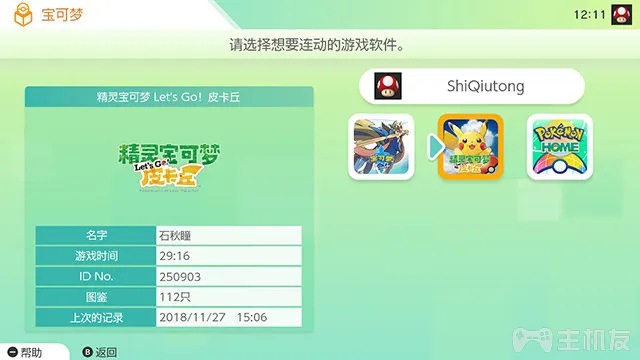 宝可梦
12:11
请选择想要连动的游戏软件。
精灵宝可梦 Let's Go! 皮卡丘
精灵宝可梦
Let's Go!
皮卡丘
名字 石秋瞳
游戏时间 29:16
ID No. 250903
图鉴 112只
上次的记录 2018/11/27 15:06
ShiQiutong
宝可梦
精灵宝可梦
皮卡丘
POKÉMON
HOME
帮助
B 返回
主机友